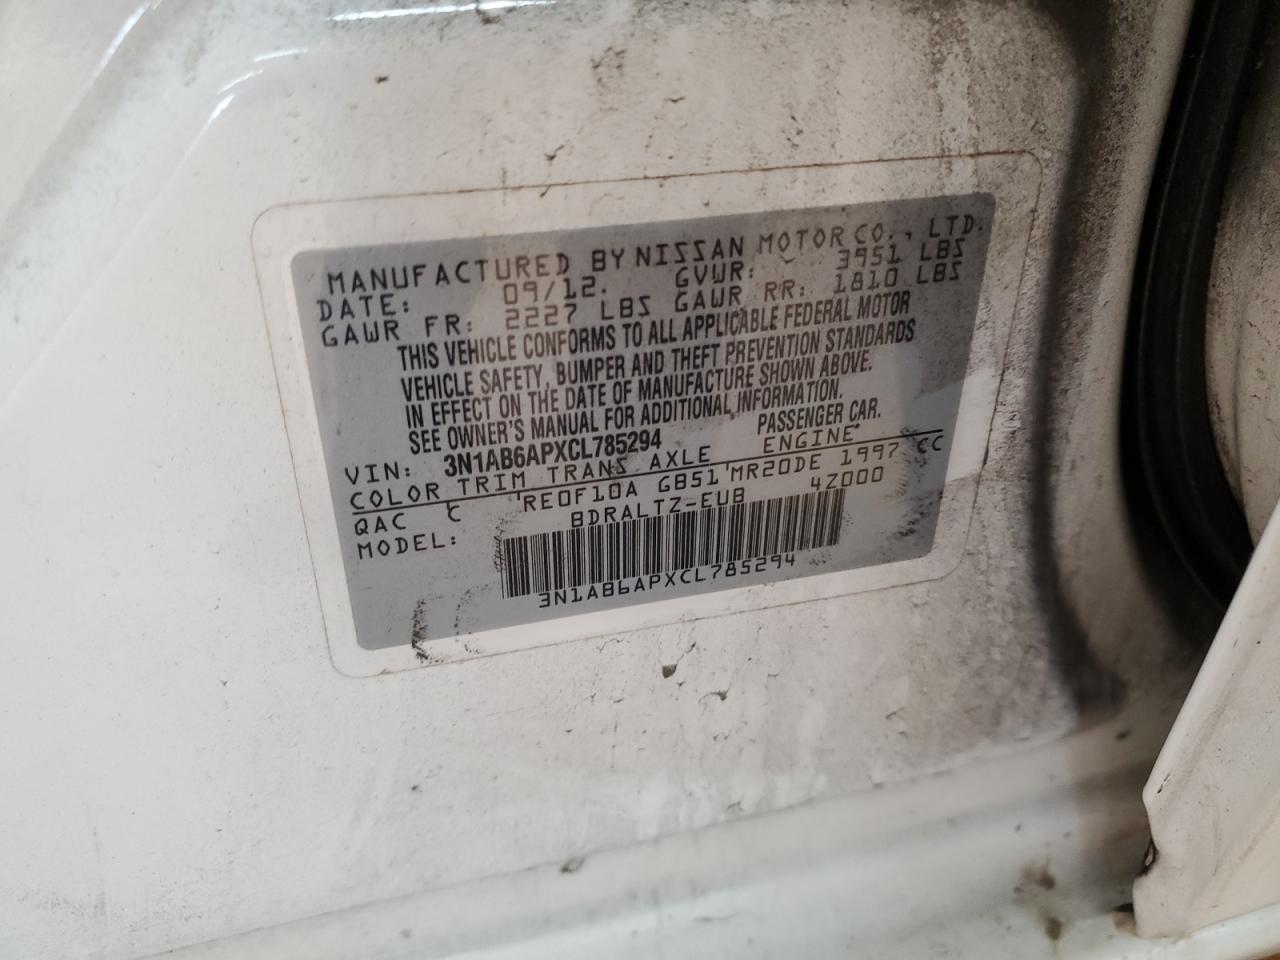 MANUFACTURED BY NISSAN MOTOR CO., LTD.
DATE: 09/12. GVWR: 3951 LBS
GAWR FR: 2227 LBS GAWR RR: 1810 LBS
THIS VEHICLE CONFORMS TO ALL APPLICABLE FEDERAL MOTOR
VEHICLE SAFETY, BUMPER AND THEFT PREVENTION STANDARDS
IN EFFECT ON THE DATE OF MANUFACTURE SHOWN ABOVE.
SEE OWNER'S MANUAL FOR ADDITIONAL INFORMATION.
VIN: 3N1AB6APXCL785294 PASSENGER CAR.
COLOR TRIM TRANS AXLE ENGINE
QAC C RE0F10A GB51 MR20DE 1997 CC
MODEL: BDRALTZ-EUB 4Z000
3N1AB6APXCL785294